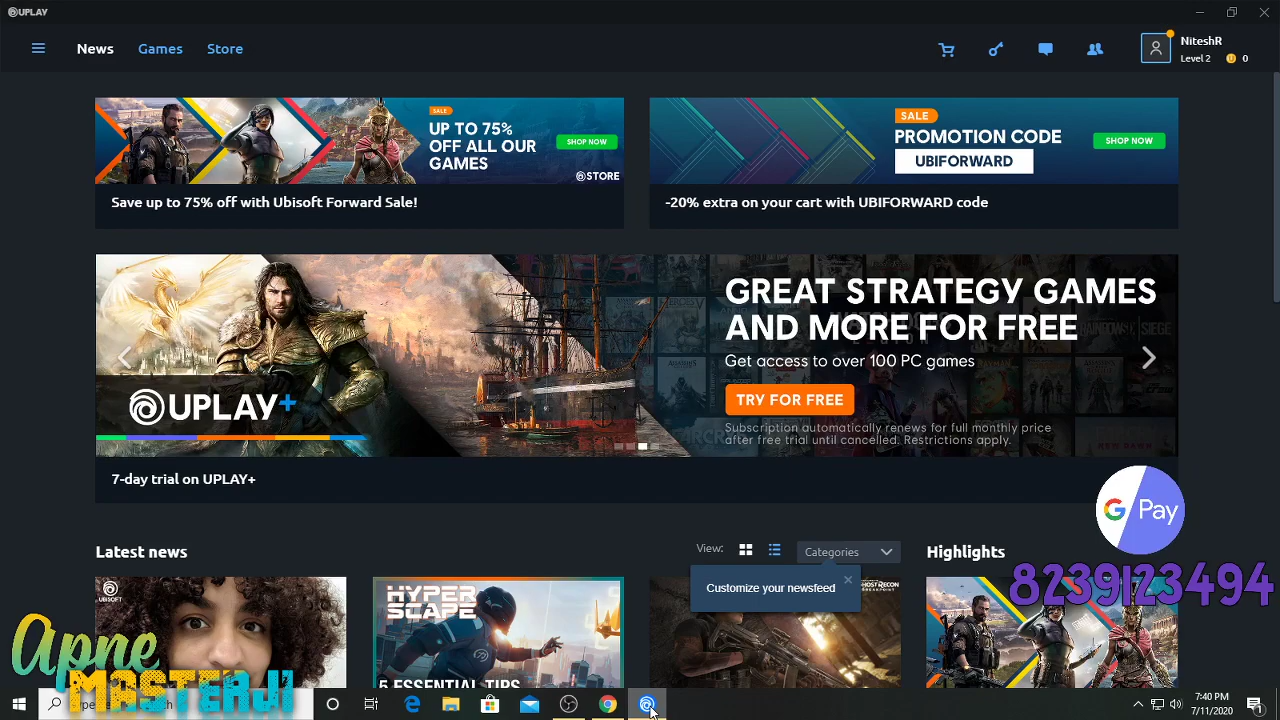 UPLAY
News Games Store
NiteshR
Level 2 0
SALE
UP TO 75%
OFF ALL OUR
GAMES
SHOP NOW
STORE
Save up to 75% off with Ubisoft Forward Sale!
SALE
PROMOTION CODE
UBIFORWARD
SHOP NOW
-20% extra on your cart with UBIFORWARD code
UPLAY+
GREAT STRATEGY GAMES
AND MORE FOR FREE
Get access to over 100 PC games
TRY FOR FREE
Subscription automatically renews for full monthly price
after free trial until cancelled. Restrictions apply.
7-day trial on UPLAY+
G Pay
8239123494
Latest news
View:
Categories
Customize your newsfeed
Highlights
UBISOFT
HYPER
SCAPE
5 ESSENTIAL TIPS
GHOST RECON
BREAKPOINT
Apne
MASTERJI
7:40 PM
7/11/2020